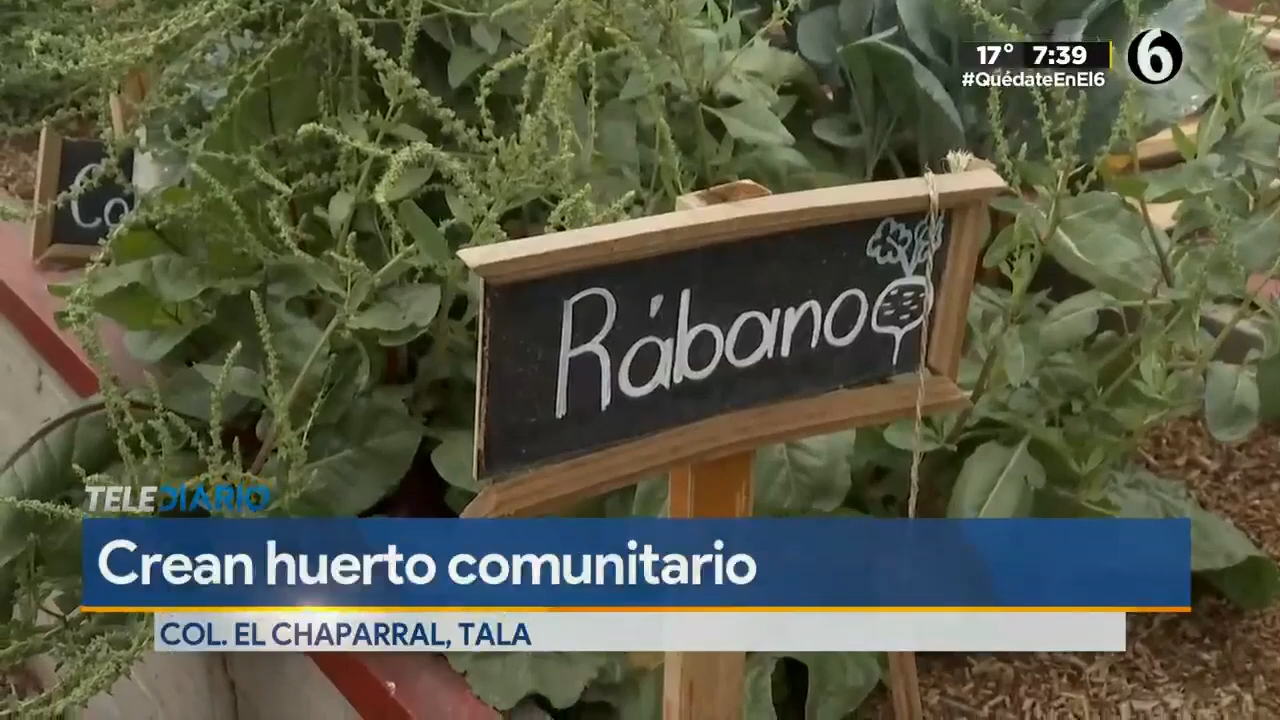 17° 7:39
#QuédateEnEl6
6
Rábano
TELEDIARIO
Crean huerto comunitario
COL. EL CHAPARRAL, TALA